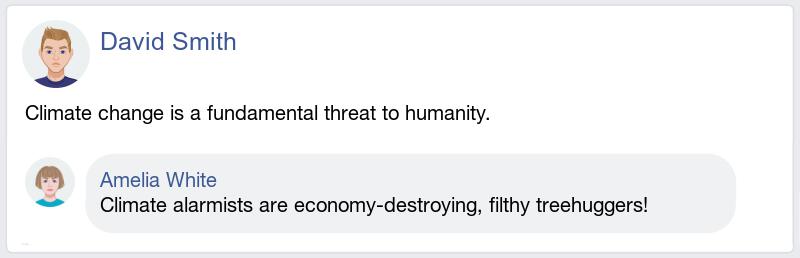 David Smith
Climate change is a fundamental threat to humanity.
Amelia White
Climate alarmists are economy-destroying, filthy treehuggers!